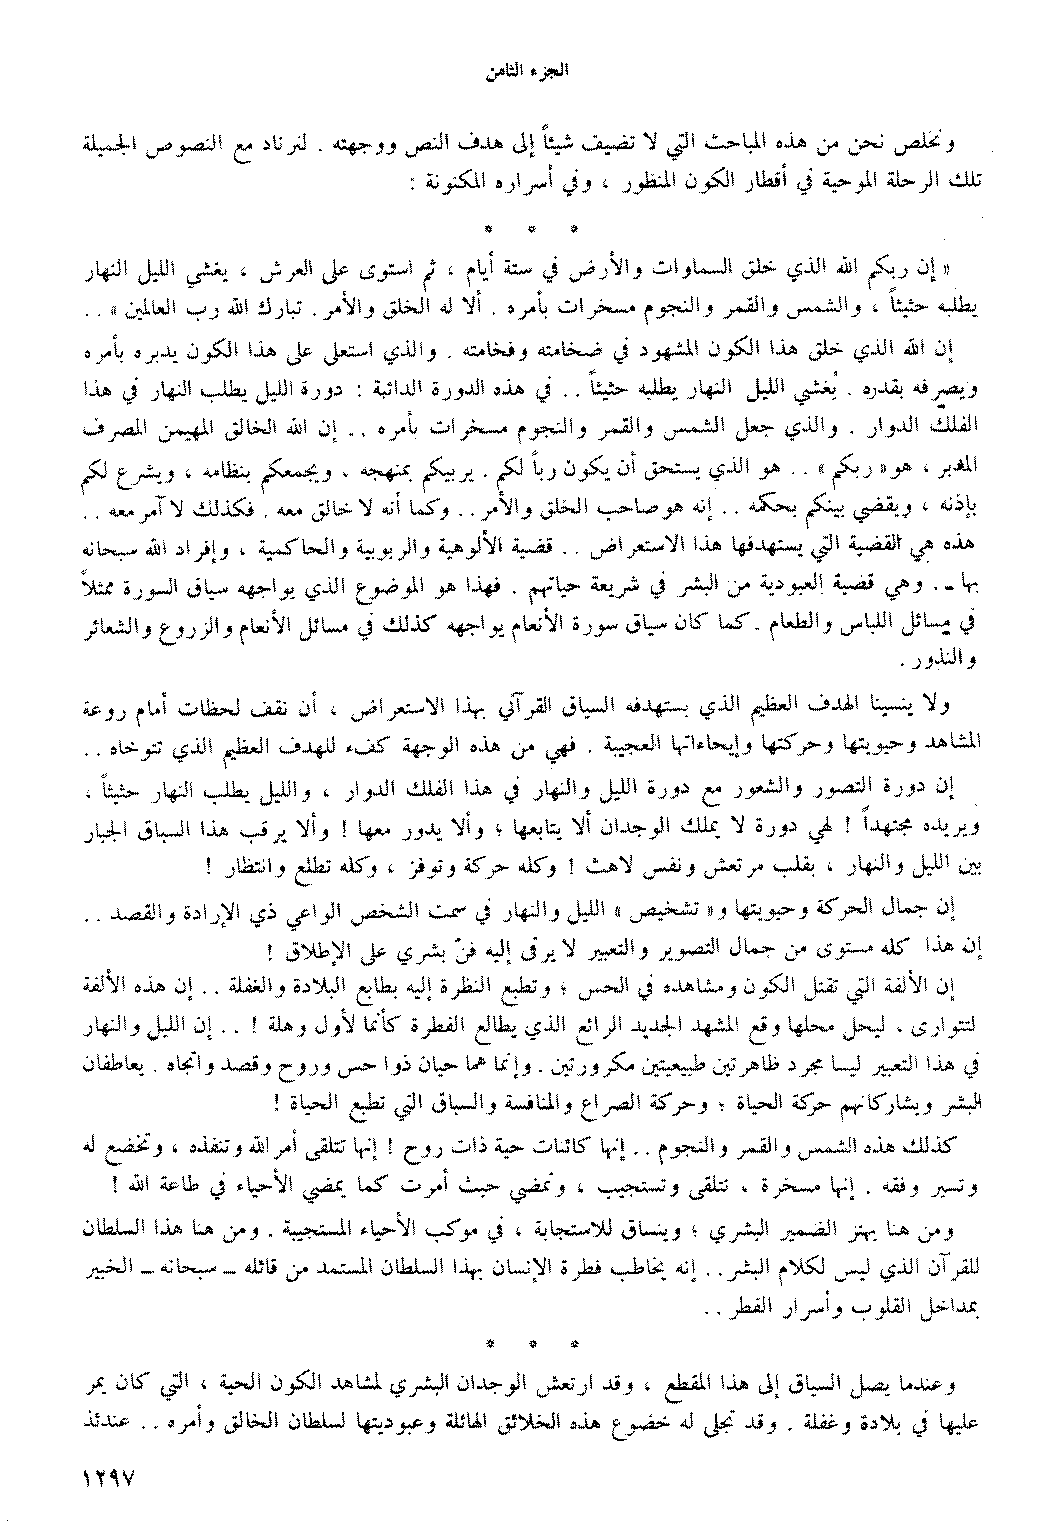 الجزء الثامن
ونخلص نحن من هذه المباحث التي لا تضيف شيئاً إلى هدف النص ووجهته . لنرتاد مع النصوص الجميلة
تلك الرحلة الموحية في أقطار الكون المنظور ، وفي أسراره المكنونة :
* * *
« إن ربكم الله الذي خلق السماوات والأرض في ستة أيام ، ثم استوى على العرش ، يغشي الليل النهار
يطلبه حثيثاً ، والشمس والقمر والنجوم مسخرات بأمره . ألا له الخلق والأمر . تبارك الله رب العالمين » . .
إن الله الذي خلق هذا الكون المشهود في ضخامته وفخامته . والذي استعلى على هذا الكون يدبره بأمره
ويصرفه بقدره . يُغشي الليل النهار يطلبه حثيثاً . . في هذه الدورة الدائبة : دورة الليل يطلب النهار في هذا
الفلك الدوار . والذي جعل الشمس والقمر والنجوم مسخرات بأمره . . إن الله الخالق المهيمن المصرف
المدبر ، هو « ربكم » . . هو الذي يستحق أن يكون رباً لكم . يربيكم بمنهجه ، ويجمعكم بنظامه ، ويشرع لكم
بإذنه ، ويقضي بينكم بحكمه . . إنه هو صاحب الخلق والأمر . . وكما أنه لا خالق معه . فكذلك لا آمر معه . .
هذه هي القضية التي يستهدفها هذا الاستعراض . . قضية الألوهية والربوبية والحاكمية ، وإفراد الله سبحانه
بها ـ . وهي قضية العبودية من البشر في شريعة حياتهم . فهذا هو الموضوع الذي يواجهه سياق السورة ممثلاً
في مسائل اللباس والطعام . كما كان سياق سورة الأنعام يواجهه كذلك في مسائل الأنعام والزروع والشعائر
والنذور .
ولا ينسينا الهدف العظيم الذي يستهدفه السياق القرآني بهذا الاستعراض ، أن نقف لحظات أمام روعة
المشاهد وحيويتها وحركتها وإيحاءاتها العجيبة . فهي من هذه الوجهة كفء للهدف العظيم الذي تتوخاه . .
إن دورة التصور والشعور مع دورة الليل والنهار في هذا الفلك الدوار ، والليل يطلب النهار حثيثاً ،
ويريده مجتهداً ! لهي دورة لا يملك الوجدان ألا يتابعها ؛ وألا يدور معها ! وألا يرقب هذا السباق الجبار
بين الليل والنهار ، بقلب مرتعش ونفس لاهث ! وكله حركة وتوفز ، وكله تطلع وانتظار !
إن جمال الحركة وحيويتها و« تشخيص » الليل والنهار في سمت الشخص الواعي ذي الإرادة والقصد . .
إن هذا كله مستوى من جمال التصوير والتعبير لا يرقى إليه فنّ بشري على الإطلاق !
إن الألفة التي تقتل الكون ومشاهده في الحس ؛ وتطبع النظرة إليه بطابع البلادة والغفلة . . إن هذه الألفة
لتتوارى ، ليحل محلها وقع المشهد الجديد الرائع الذي يطالع الفطرة كأنما لأول وهلة ! . . إن الليل والنهار
في هذا التعبير ليسا مجرد ظاهرتين طبيعيتين مكرورتين . وإنما هما حيان ذوا حس وروح وقصد واتجاه . يعاطفان
البشر ويشاركانهم حركة الحياة ؛ وحركة الصراع والمنافسة والسباق التي تطبع الحياة !
كذلك هذه الشمس والقمر والنجوم . . إنها كائنات حية ذات روح ! إنها تتلقى أمر الله وتنفذه ، وتخضع له
وتسير وفقه . إنها مسخرة ، تتلقى وتستجيب ، وتمضي حيث أمرت كما يمضي الأحياء في طاعة الله !
ومن هنا يهتز الضمير البشري ؛ وينساق للاستجابة ، في موكب الأحياء المستجيبة . ومن هنا هذا السلطان
للقرآن الذي ليس لكلام البشر . . إنه يخاطب فطرة الإنسان بهذا السلطان المستمد من قائله ـ سبحانه ـ الخبير
بمداخل القلوب وأسرار الفطر . .
* * *
وعندما يصل السياق إلى هذا المقطع ، وقد ارتعش الوجدان البشري لمشاهد الكون الحية ، التي كان يمر
عليها في بلادة وغفلة . وقد تجلى له خضوع هذه الخلائق الهائلة وعبوديتها لسلطان الخالق وأمره . . عندئذ
١٢٩٧